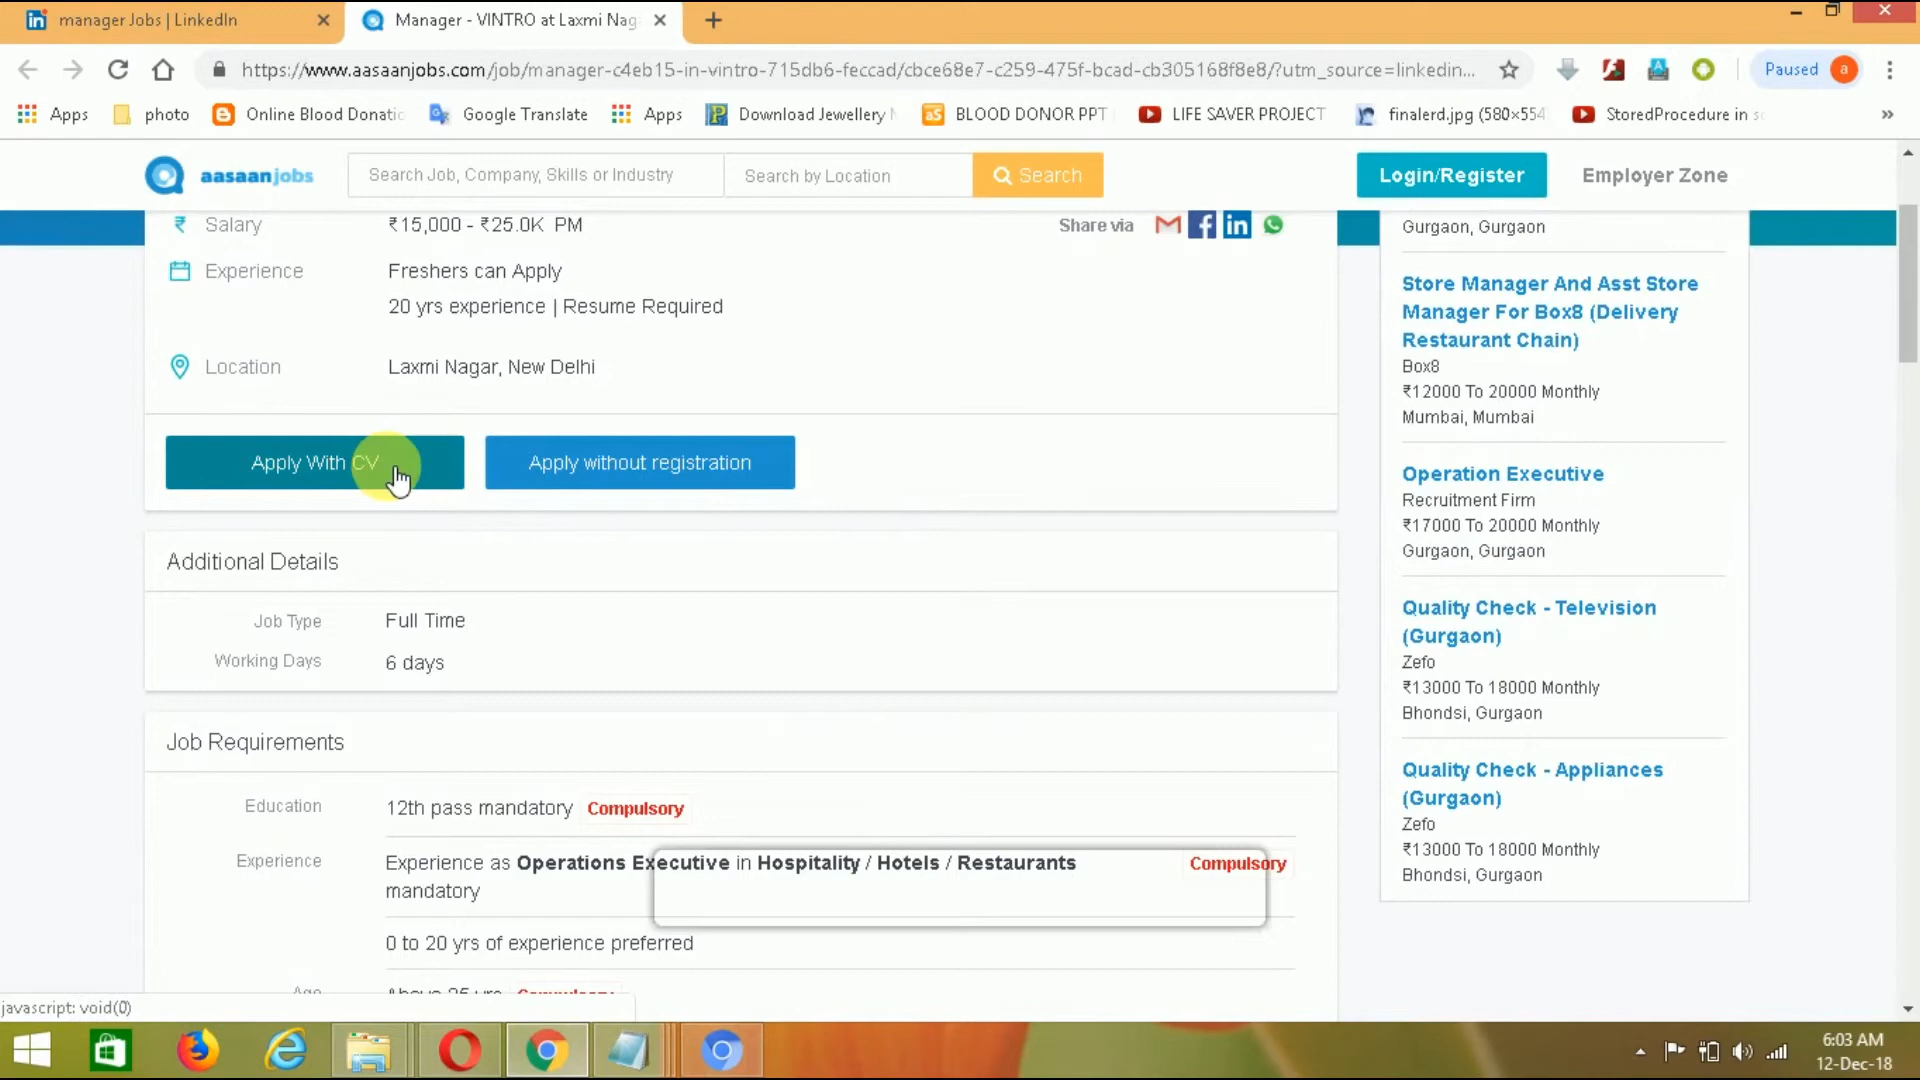 manager Jobs | LinkedIn
Manager - VINTRO at Laxmi Nag
https://www.aasaanjobs.com/job/manager-c4eb15-in-vintro-715db6-feccad/cbce68e7-c259-475f-bcad-cb305168f8e8/?utm_source=linkedin...
Paused a
Apps photo Online Blood Donatic Google Translate Apps Download Jewellery BLOOD DONOR PPT LIFE SAVER PROJECT finalerd.jpg (580×554 StoredProcedure in »
aasaanjobs Search Job, Company, Skills or Industry Search by Location Search Login/Register Employer Zone
Salary ₹15,000 - ₹25.0K PM
Share via
Experience Freshers can Apply
20 yrs experience | Resume Required
Location Laxmi Nagar, New Delhi
Apply With CV Apply without registration
Additional Details
Job Type Full Time
Working Days 6 days
Job Requirements
Education 12th pass mandatory Compulsory
Experience Experience as Operations Executive in Hospitality / Hotels / Restaurants Compulsory
mandatory
0 to 20 yrs of experience preferred
Gurgaon, Gurgaon
Store Manager And Asst Store
Manager For Box8 (Delivery
Restaurant Chain)
Box8
₹12000 To 20000 Monthly
Mumbai, Mumbai
Operation Executive
Recruitment Firm
₹17000 To 20000 Monthly
Gurgaon, Gurgaon
Quality Check - Television
(Gurgaon)
Zefo
₹13000 To 18000 Monthly
Bhondsi, Gurgaon
Quality Check - Appliances
(Gurgaon)
Zefo
₹13000 To 18000 Monthly
Bhondsi, Gurgaon
javascript: void(0)
6:03 AM
12-Dec-18